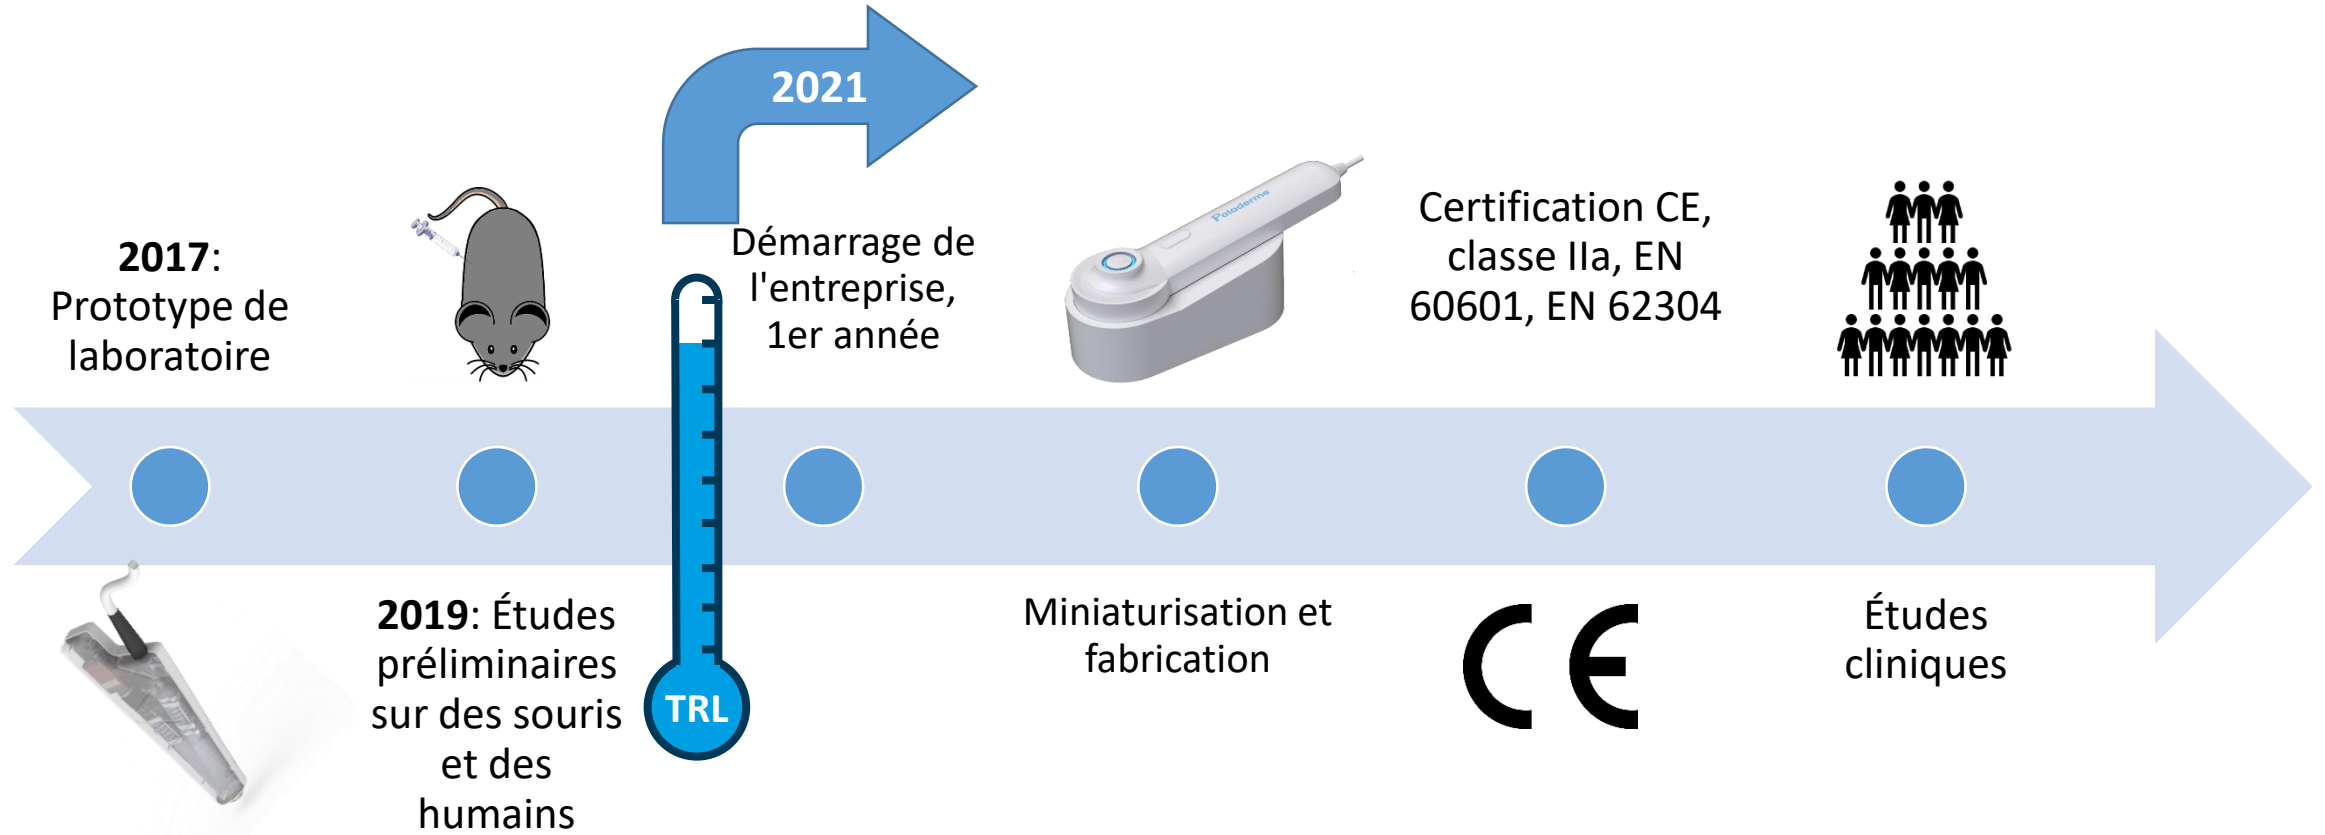 2021
2017:
Prototype de
laboratoire
Démarrage de
l'entreprise,
1er année
Poladerme
Certification CE,
classe IIa, EN
60601, EN 62304
2019: Études
préliminaires
sur des souris
et des
humains
TRL
Miniaturisation et
fabrication
CE
Études
cliniques